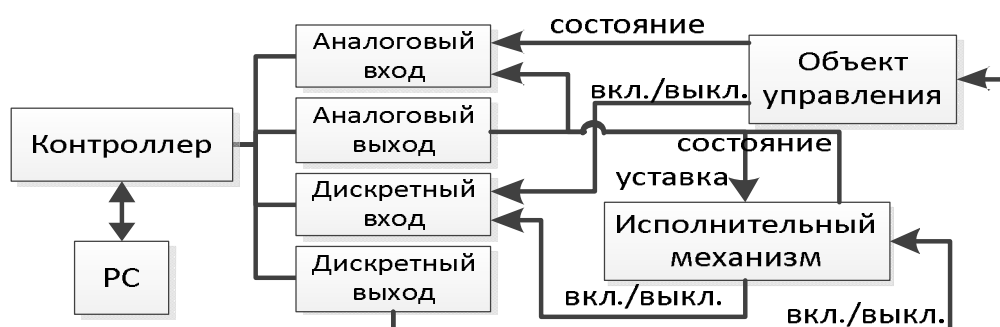 состояние
Аналоговый
вход
Объект
управления
вкл./выкл.
Аналоговый
выход
Контроллер
состояние
уставка
Дискретный
вход
Исполнительный
механизм
PC
Дискретный
выход
вкл./выкл.
вкл./выкл.